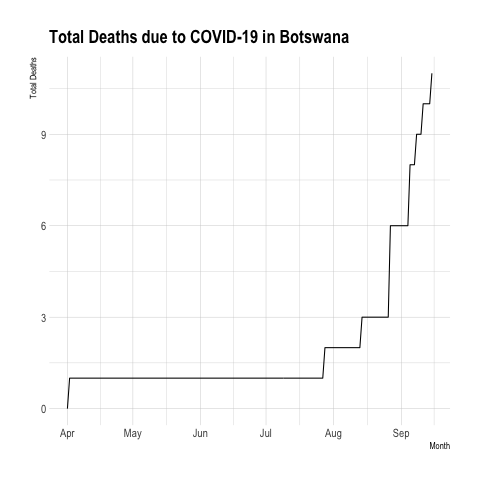 Total Deaths due to COVID-19 in Botswana
Total Deaths
9
6
3
0
Apr May Jun Jul Aug Sep
Month